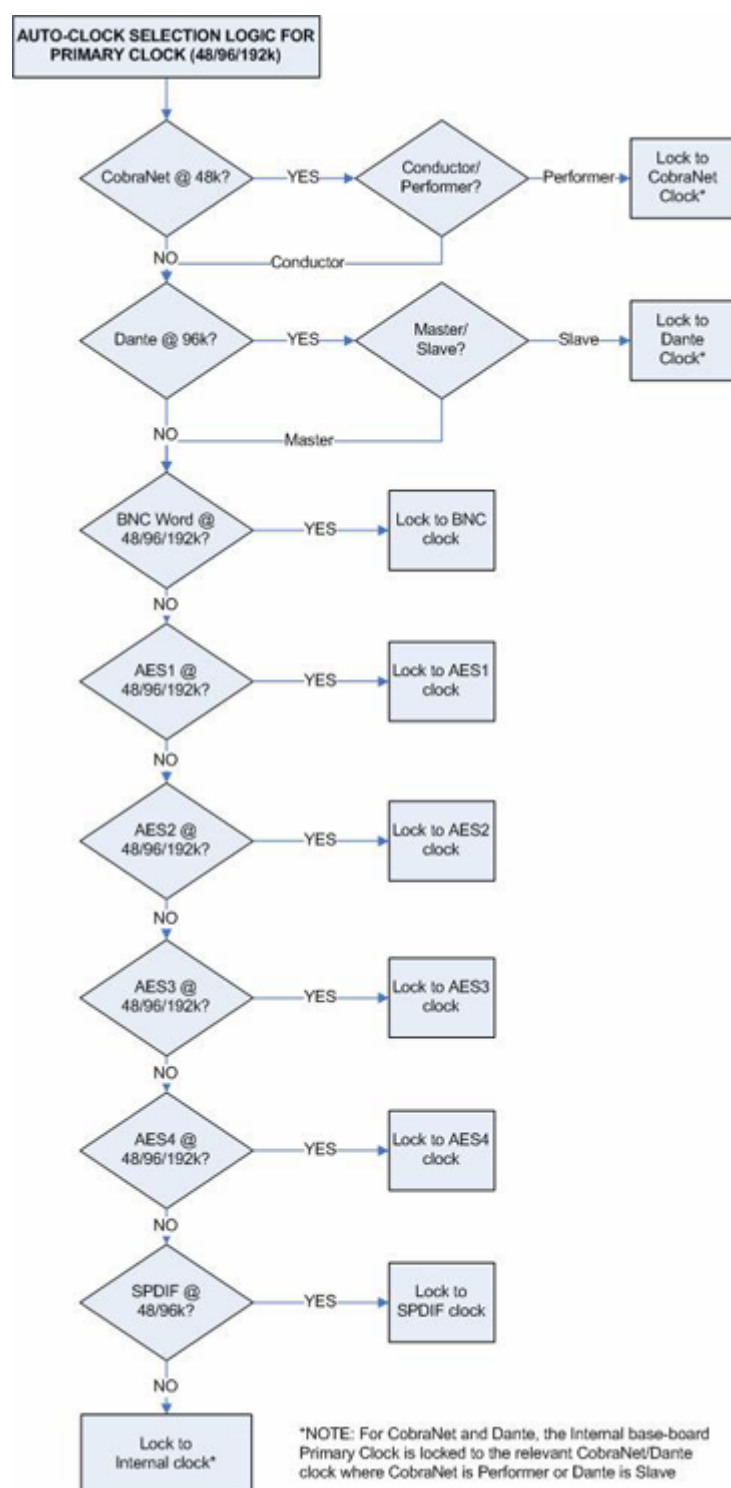 AUTO-CLOCK SELECTION LOGIC FOR
PRIMARY CLOCK (48/96/192k)
CobraNet @ 48k?
YES
Conductor/
Performer?
Performer
Lock to
CobraNet
Clock*
NO
Conductor
Dante @ 96k?
YES
Master/
Slave?
Slave
Lock to
Dante
Clock*
NO
Master
BNC Word @
48/96/192k?
YES
Lock to BNC
clock
NO
AES1 @
48/96/192k?
YES
Lock to AES1
clock
NO
AES2 @
48/96/192k?
YES
Lock to AES2
clock
NO
AES3 @
48/96/192k?
YES
Lock to AES3
clock
NO
AES4 @
48/96/192k?
YES
Lock to AES4
clock
NO
SPDIF @
48/96k?
YES
Lock to
SPDIF clock
NO
Lock to
Internal clock*
*NOTE: For CobraNet and Dante, the Internal base-board
Primary Clock is locked to the relevant CobraNet/Dante
clock where CobraNet is Performer or Dante is Slave